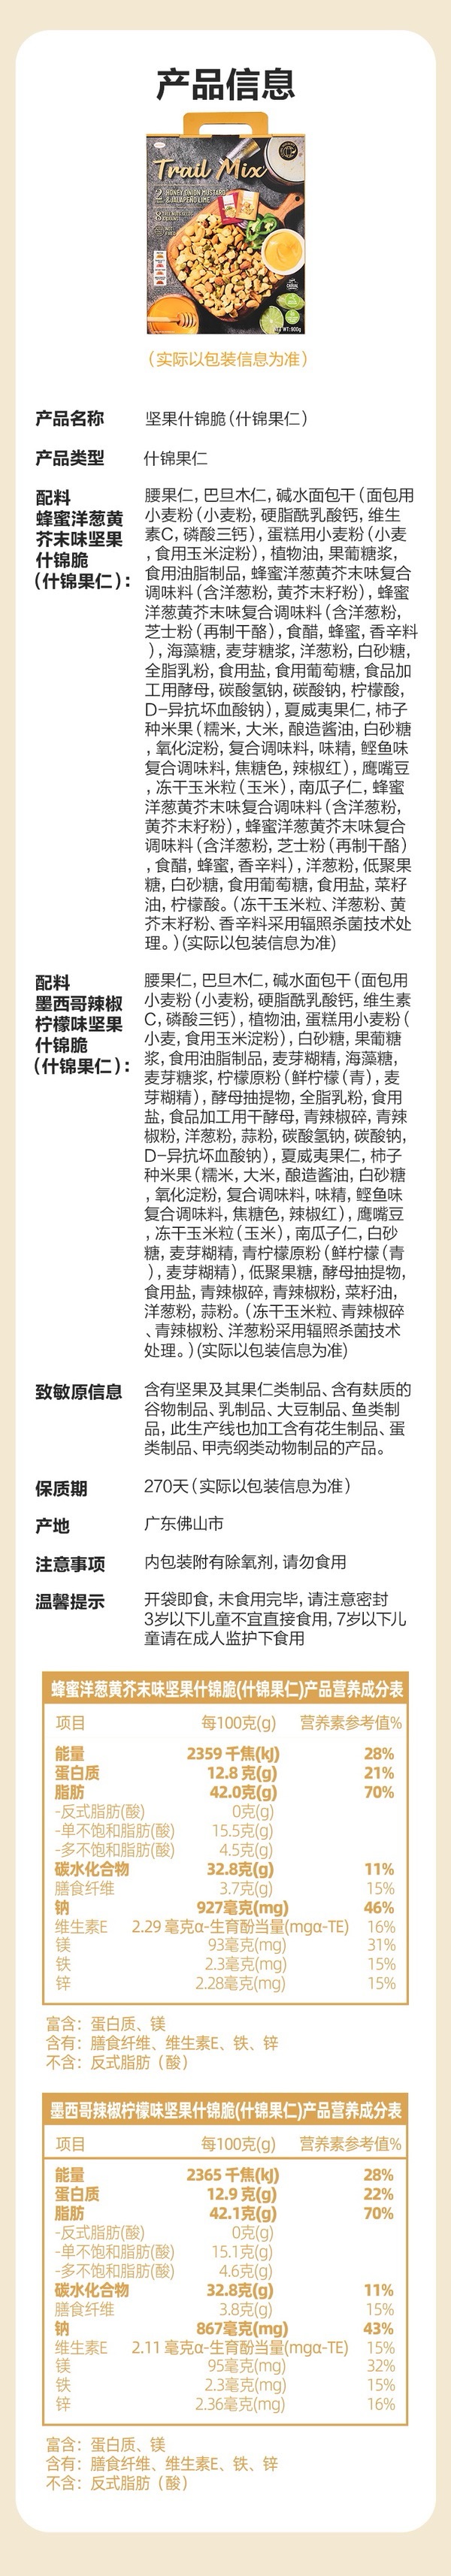 产品信息
Trail Mix
2 HONEY ONION MUSTARD
& JALAPENO LIME
8
NET WT: 900g
（实际以包装信息为准）
产品名称 坚果什锦脆（什锦果仁）
产品类型 什锦果仁
配料
蜂蜜洋葱黄
芥末味坚果
什锦脆
（什锦果仁）：
腰果仁, 巴旦木仁, 碱水面包干（面包用
小麦粉（小麦粉, 硬脂酰乳酸钙, 维生
素C, 磷酸三钙）, 蛋糕用小麦粉（小麦
, 食用玉米淀粉）, 植物油, 果葡糖浆,
食用油脂制品, 蜂蜜洋葱黄芥末味复合
调味料（含洋葱粉, 黄芥末籽粉）, 蜂蜜
洋葱黄芥末味复合调味料（含洋葱粉,
芝士粉（再制干酪）, 食醋, 蜂蜜, 香辛料
）, 海藻糖, 麦芽糖浆, 洋葱粉, 白砂糖,
全脂乳粉, 食用盐, 食用葡萄糖, 食品加
工用酵母, 碳酸氢钠, 碳酸钠, 柠檬酸,
D-异抗坏血酸钠）, 夏威夷果仁, 柿子
种米果（糯米, 大米, 酿造酱油, 白砂糖
, 氧化淀粉, 复合调味料, 味精, 鲣鱼味
复合调味料, 焦糖色, 辣椒红）, 鹰嘴豆
, 冻干玉米粒（玉米）, 南瓜子仁, 蜂蜜
洋葱黄芥末味复合调味料（含洋葱粉,
黄芥末籽粉）, 蜂蜜洋葱黄芥末味复合
调味料（含洋葱粉, 芝士粉（再制干酪）
, 食醋, 蜂蜜, 香辛料）, 洋葱粉, 低聚果
糖, 白砂糖, 食用葡萄糖, 食用盐, 菜籽
油, 柠檬酸。（冻干玉米粒、洋葱粉、黄
芥末籽粉、香辛料采用辐照杀菌技术处
理。）（实际以包装信息为准）
配料
墨西哥辣椒
柠檬味坚果
什锦脆
（什锦果仁）：
腰果仁, 巴旦木仁, 碱水面包干（面包用
小麦粉（小麦粉, 硬脂酰乳酸钙, 维生素
C, 磷酸三钙）, 植物油, 蛋糕用小麦粉（
小麦, 食用玉米淀粉）, 白砂糖, 果葡糖
浆, 食用油脂制品, 麦芽糊精, 海藻糖,
麦芽糖浆, 柠檬原粉（鲜柠檬（青）, 麦
芽糊精）, 酵母抽提物, 全脂乳粉, 食用
盐, 食品加工用干酵母, 青辣椒碎, 青辣
椒粉, 洋葱粉, 蒜粉, 碳酸氢钠, 碳酸钠,
D-异抗坏血酸钠）, 夏威夷果仁, 柿子
种米果（糯米, 大米, 酿造酱油, 白砂糖
, 氧化淀粉, 复合调味料, 味精, 鲣鱼味
复合调味料, 焦糖色, 辣椒红）, 鹰嘴豆
, 冻干玉米粒（玉米）, 南瓜子仁, 白砂
糖, 麦芽糊精, 青柠檬原粉（鲜柠檬（青
）, 麦芽糊精）, 低聚果糖, 酵母抽提物,
食用盐, 青辣椒碎, 青辣椒粉, 菜籽油,
洋葱粉, 蒜粉。（冻干玉米粒、青辣椒碎
、青辣椒粉、洋葱粉采用辐照杀菌技术
处理。）（实际以包装信息为准）
致敏原信息 含有坚果及其果仁类制品、含有麸质的
谷物制品、乳制品、大豆制品、鱼类制
品, 此生产线也加工含有花生制品、蛋
类制品、甲壳纲类动物制品的产品。
保质期 270天（实际以包装信息为准）
产地 广东佛山市
注意事项 内包装附有除氧剂, 请勿食用
温馨提示 开袋即食, 未食用完毕, 请注意密封
3岁以下儿童不宜直接食用, 7岁以下儿
童请在成人监护下食用
蜂蜜洋葱黄芥末味坚果什锦脆(什锦果仁)产品营养成分表
项目 每100克(g) 营养素参考值%
能量 2359 千焦(kJ) 28%
蛋白质 12.8 克(g) 21%
脂肪 42.0克(g) 70%
-反式脂肪(酸) 0克(g)
-单不饱和脂肪(酸) 15.5克(g)
-多不饱和脂肪(酸) 4.5克(g)
碳水化合物 32.8克(g) 11%
膳食纤维 3.7克(g) 15%
钠 927毫克(mg) 46%
维生素E 2.29 毫克α-生育酚当量(mgα-TE) 16%
镁 93毫克(mg) 31%
铁 2.3毫克(mg) 15%
锌 2.28毫克(mg) 15%
富含：蛋白质、镁
含有：膳食纤维、维生素E、铁、锌
不含：反式脂肪（酸）
墨西哥辣椒柠檬味坚果什锦脆(什锦果仁)产品营养成分表
项目 每100克(g) 营养素参考值%
能量 2365 千焦(kJ) 28%
蛋白质 12.9 克(g) 22%
脂肪 42.1克(g) 70%
-反式脂肪(酸) 0克(g)
-单不饱和脂肪(酸) 15.1克(g)
-多不饱和脂肪(酸) 4.6克(g)
碳水化合物 32.8克(g) 11%
膳食纤维 3.8克(g) 15%
钠 867毫克(mg) 43%
维生素E 2.11 毫克α-生育酚当量(mgα-TE) 15%
镁 95毫克(mg) 32%
铁 2.3毫克(mg) 15%
锌 2.36毫克(mg) 16%
富含：蛋白质、镁
含有：膳食纤维、维生素E、铁、锌
不含：反式脂肪（酸）